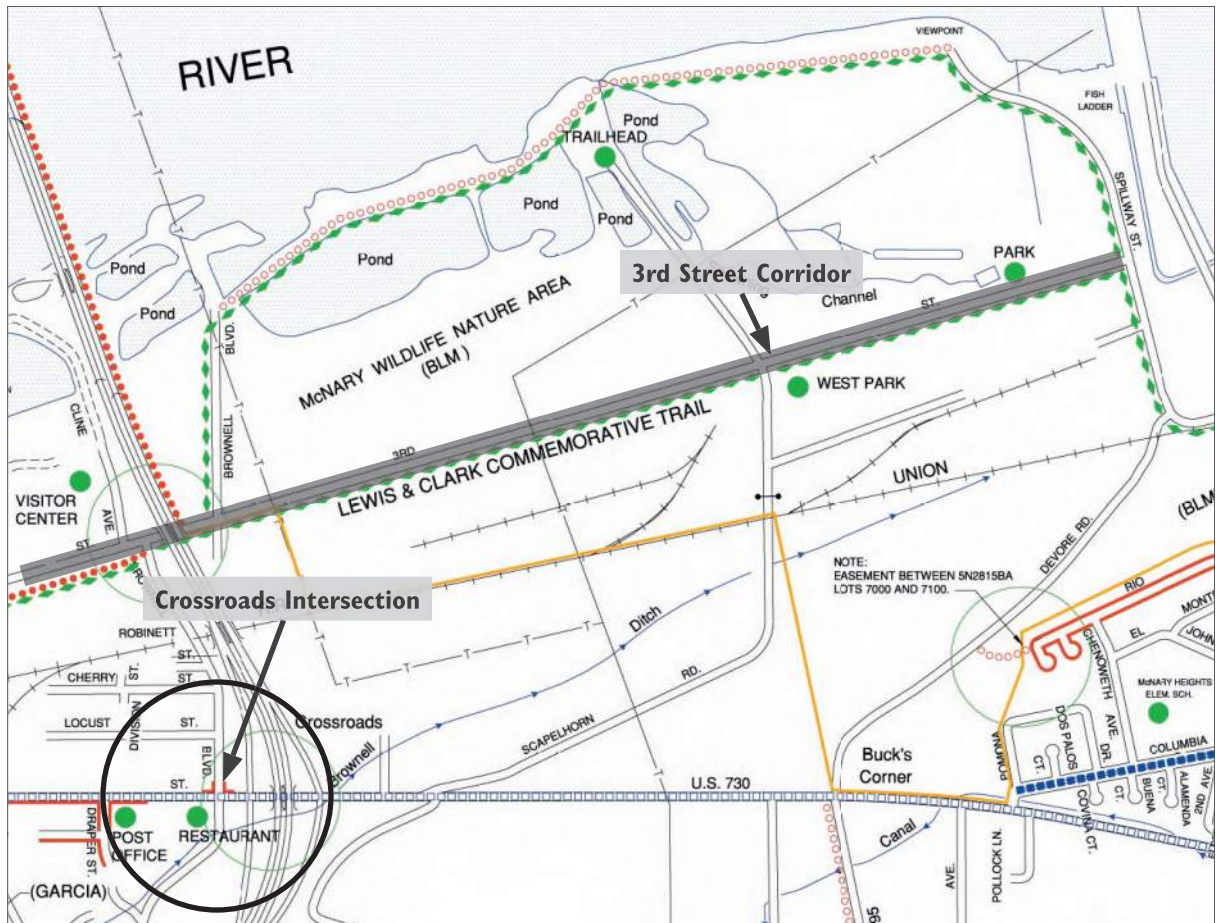 RIVER
VIEWPOINT
FISH
LADDER
Pond
TRAILHEAD
SPILLWAY ST.
Pond
Pond
Pond
Pond
Pond
PARK
3rd Street Corridor
Channel
ST.
McNARY WILDLIFE NATURE AREA
(BLM)
BLVD.
BROWNELL
CLINE
AVE.
WEST PARK
3RD
LEWIS & CLARK COMMEMORATIVE TRAIL
UNION
VISITOR
CENTER
ST.
(BLM
DEVORE RD.
NOTE:
EASEMENT BETWEEN 5N2815BA
LOTS 7000 AND 7100.
RIO
Crossroads Intersection
Ditch
ROBINETT
ST.
CHERRY
ST.
ST.
LOCUST
ST.
DIVISION
BLVD.
EL
MONTE
JOHN
CHENOWETH
AVE.
DR.
McNARY HEIGHTS
ELEM. SCH.
RD.
SCAPELHORN
Crossroads
Brownell
DOS PALOS
CT.
POMONA
Buck's
Corner
COLUMBIA
ST.
U.S. 730
CT.
BUENA
CT.
ALAMENDA
2ND AVE.
COVINA CT.
DRAPER ST.
POST
OFFICE
RESTAURANT
Canal
POLLOCK LN.
AVE.
(GARCIA)